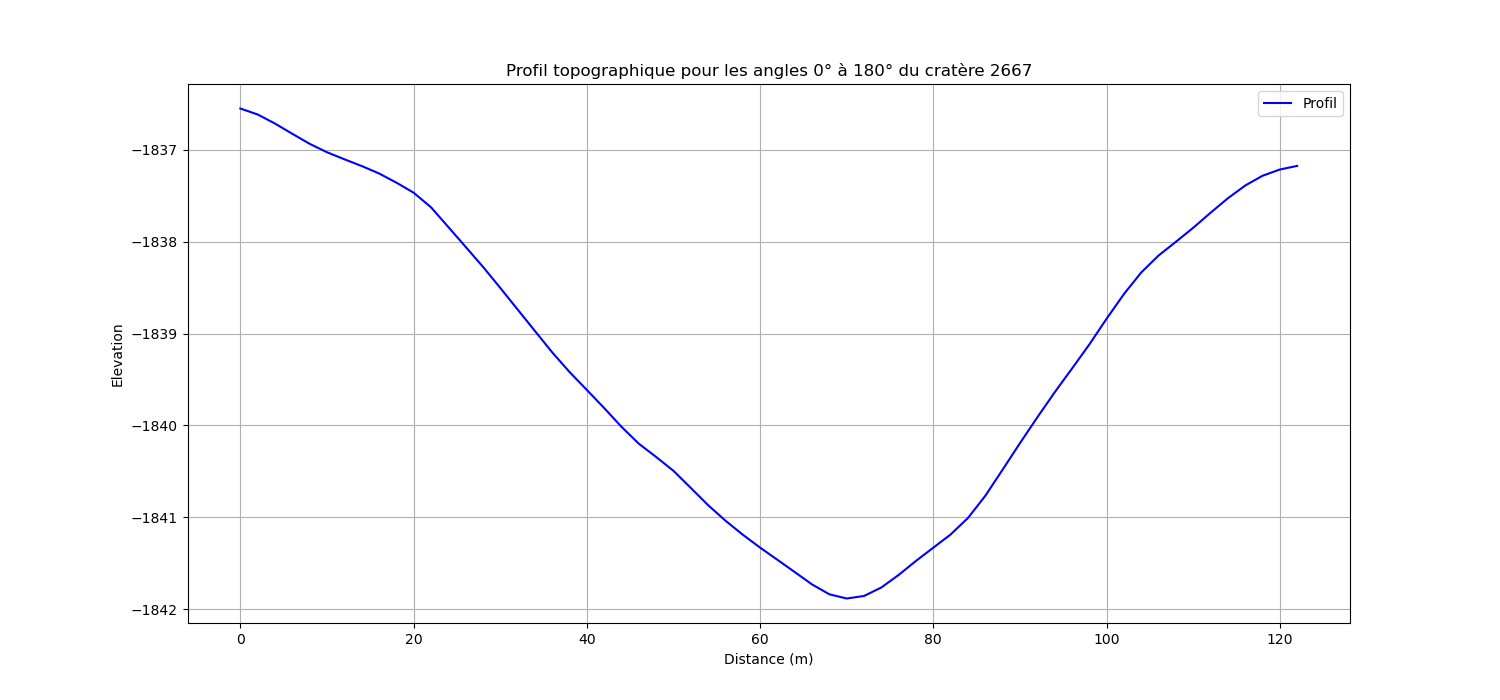 Profil topographique pour les angles 0° à 180° du cratère 2667
Profil
−1837
−1838
−1839
−1840
−1841
−1842
Elevation
0 20 40 60 80 100 120
Distance (m)